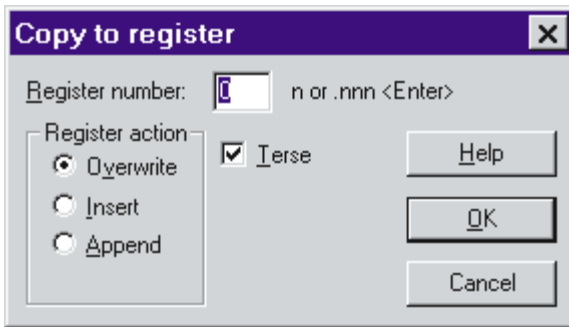 Copy to register
Register number: 0 n or .nnn <Enter>
Register action
Overwrite
Terse
Help
Insert
OK
Append
Cancel